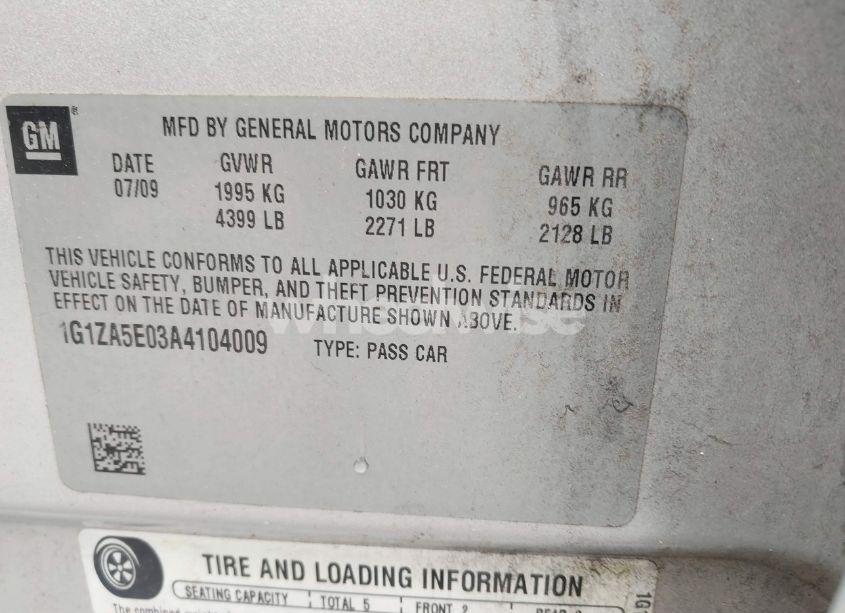 GM ®
MFD BY GENERAL MOTORS COMPANY
DATE GVWR GAWR FRT GAWR RR
07/09 1995 KG 1030 KG 965 KG
4399 LB 2271 LB 2128 LB
THIS VEHICLE CONFORMS TO ALL APPLICABLE U.S. FEDERAL MOTOR
VEHICLE SAFETY, BUMPER, AND THEFT PREVENTION STANDARDS IN
EFFECT ON THE DATE OF MANUFACTURE SHOWN ABOVE.
1G1ZA5E03A4104009 TYPE: PASS CAR
TIRE AND LOADING INFORMATION
SEATING CAPACITY TOTAL 5 FRONT 2
The combined
1G